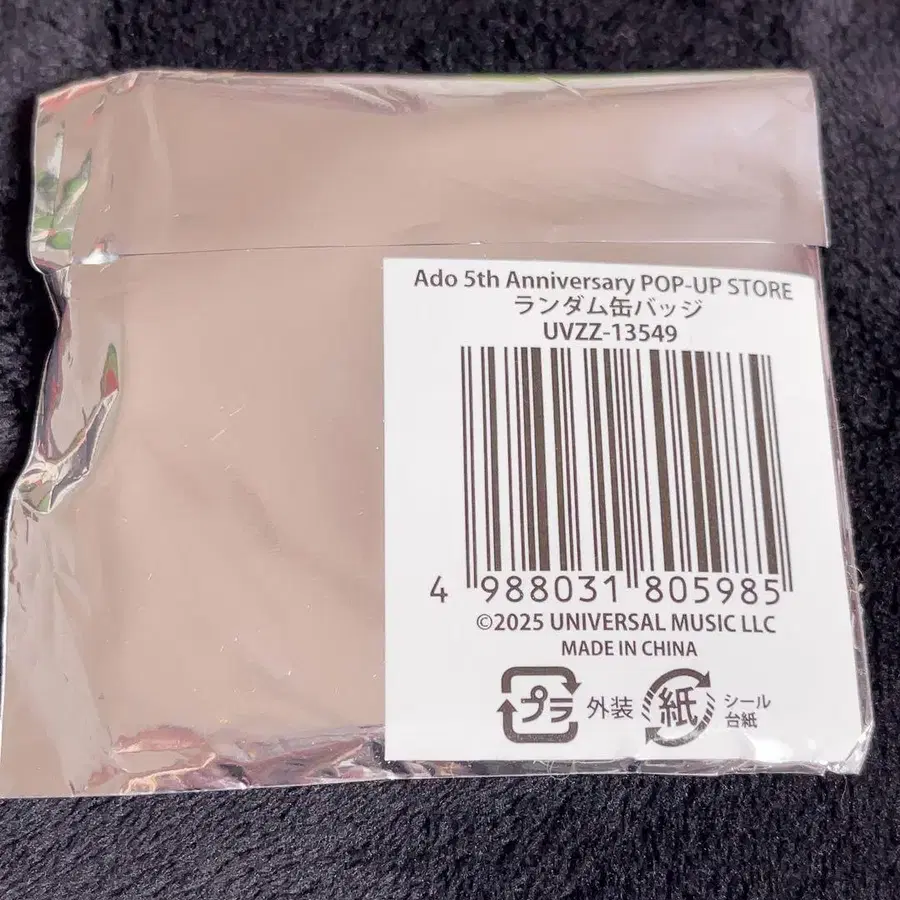 Ado 5th Anniversary POP-UP STORE
ランダム缶バッジ
UVZZ-13549
4 988031 805985
©2025 UNIVERSAL MUSIC LLC
MADE IN CHINA
プラ 外装 紙 シール
台紙